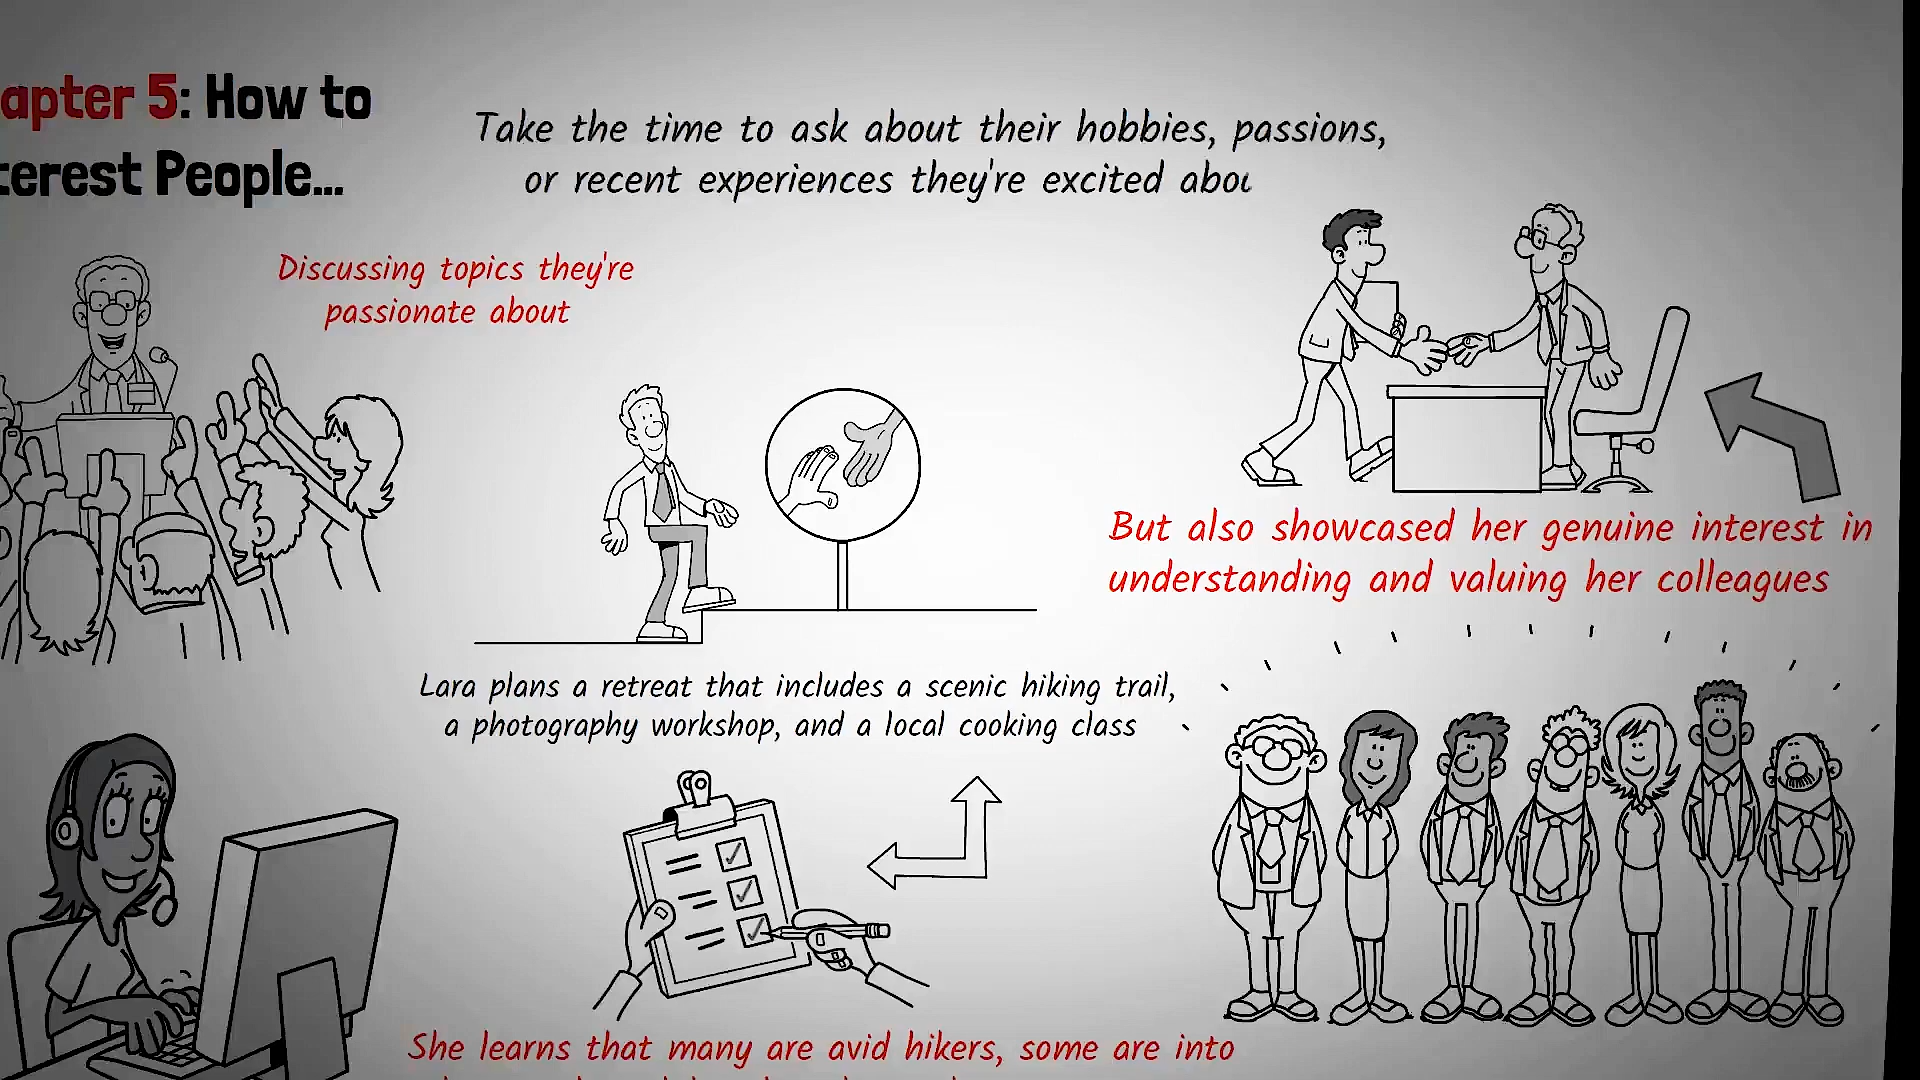 apter 5: How to
terest People...
Take the time to ask about their hobbies, passions,
or recent experiences they're excited abou
Discussing topics they're
passionate about
But also showcased her genuine interest in
understanding and valuing her colleagues
Lara plans a retreat that includes a scenic hiking trail,
a photography workshop, and a local cooking class
She learns that many are avid hikers, some are into